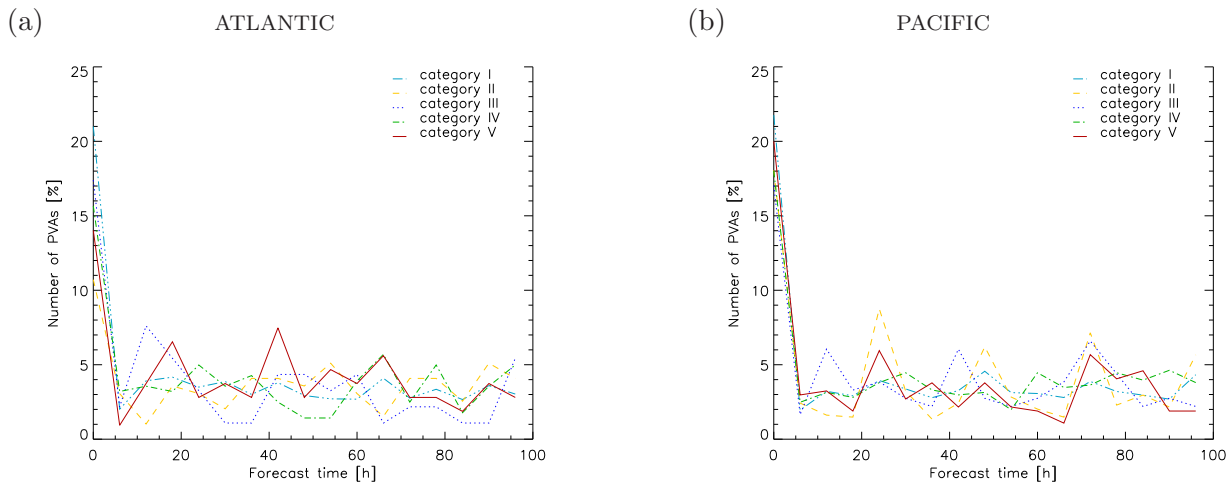 (a) ATLANTIC
25
20
15
10
5
0
Number of PVAs [%]
category I
category II
category III
category IV
category V
0 20 40 60 80 100
Forecast time [h]
(b) PACIFIC
25
20
15
10
5
0
Number of PVAs [%]
category I
category II
category III
category IV
category V
0 20 40 60 80 100
Forecast time [h]